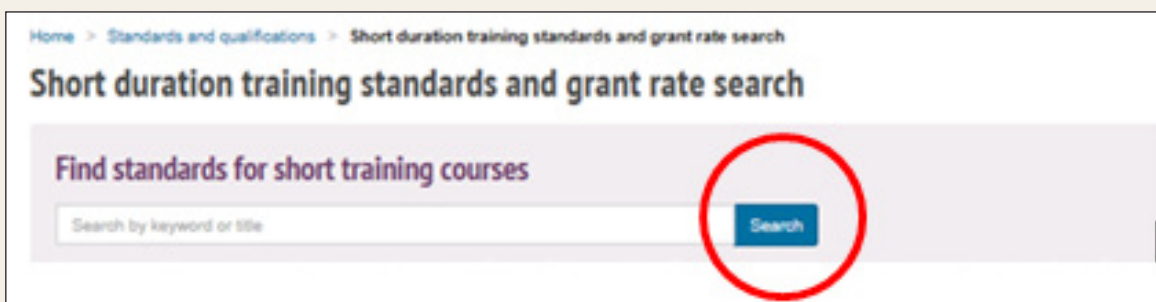 Home > Standards and qualifications > Short duration training standards and grant rate search
Short duration training standards and grant rate search
Find standards for short training courses
Search by keyword or title
Search